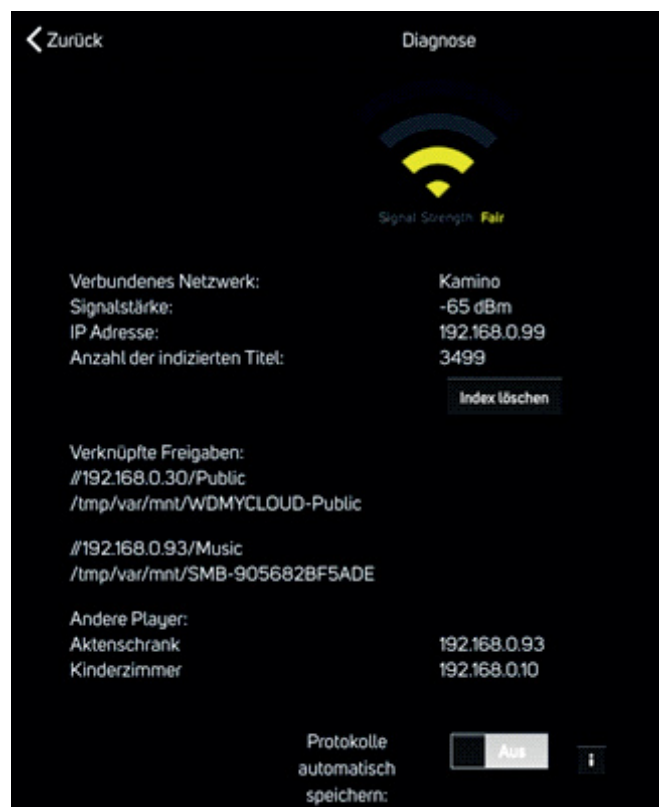 Zurück Diagnose
Signal Strength: Fair
Verbundenes Netzwerk: Kamino
Signalstärke: -65 dBm
IP Adresse: 192.168.0.99
Anzahl der indizierten Titel: 3499
Index löschen
Verknüpfte Freigaben:
//192.168.0.30/Public
/tmp/var/mnt/WDMYCLOUD-Public
//192.168.0.93/Music
/tmp/var/mnt/SMB-905682BF5ADE
Andere Player:
Aktenschrank 192.168.0.93
Kinderzimmer 192.168.0.10
Protokolle
automatisch
speichern:
Aus
i